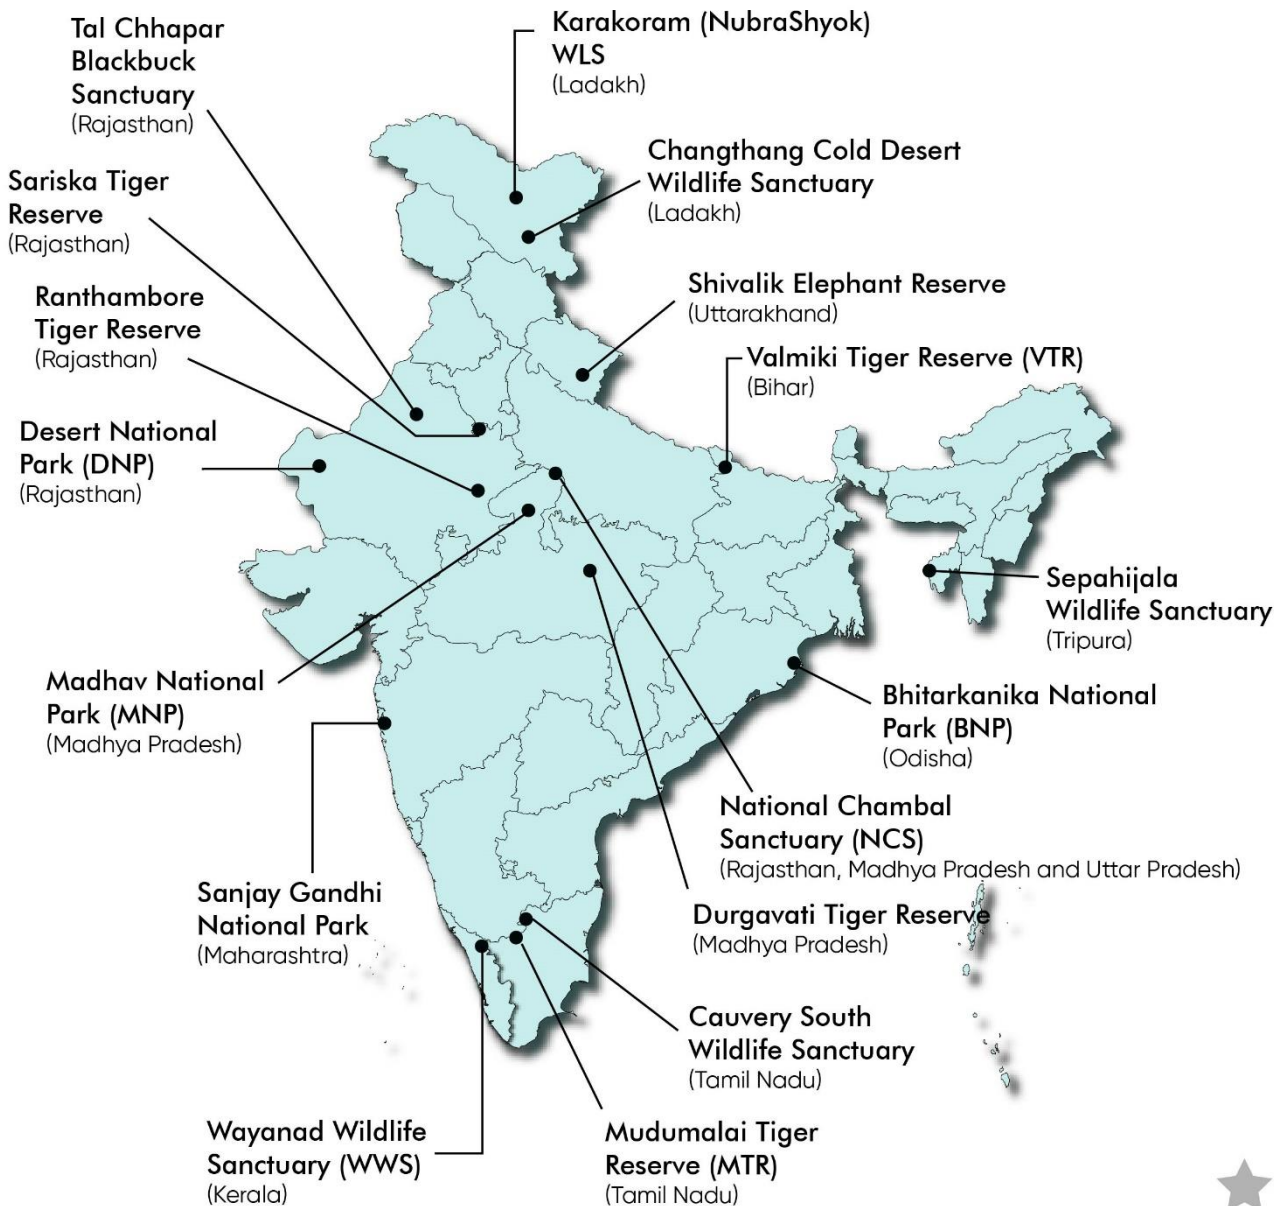 Tal Chhapar
Blackbuck
Sanctuary
(Rajasthan)
Karakoram (NubraShyok)
WLS
(Ladakh)
Changthang Cold Desert
Wildlife Sanctuary
(Ladakh)
Sariska Tiger
Reserve
(Rajasthan)
Ranthambore
Tiger Reserve
(Rajasthan)
Shivalik Elephant Reserve
(Uttarakhand)
Valmiki Tiger Reserve (VTR)
(Bihar)
Desert National
Park (DNP)
(Rajasthan)
Sepahijala
Wildlife Sanctuary
(Tripura)
Madhav National
Park (MNP)
(Madhya Pradesh)
Bhitarkanika National
Park (BNP)
(Odisha)
National Chambal
Sanctuary (NCS)
(Rajasthan, Madhya Pradesh and Uttar Pradesh)
Sanjay Gandhi
National Park
(Maharashtra)
Durgavati Tiger Reserve
(Madhya Pradesh)
Cauvery South
Wildlife Sanctuary
(Tamil Nadu)
Wayanad Wildlife
Sanctuary (WWS)
(Kerala)
Mudumalai Tiger
Reserve (MTR)
(Tamil Nadu)